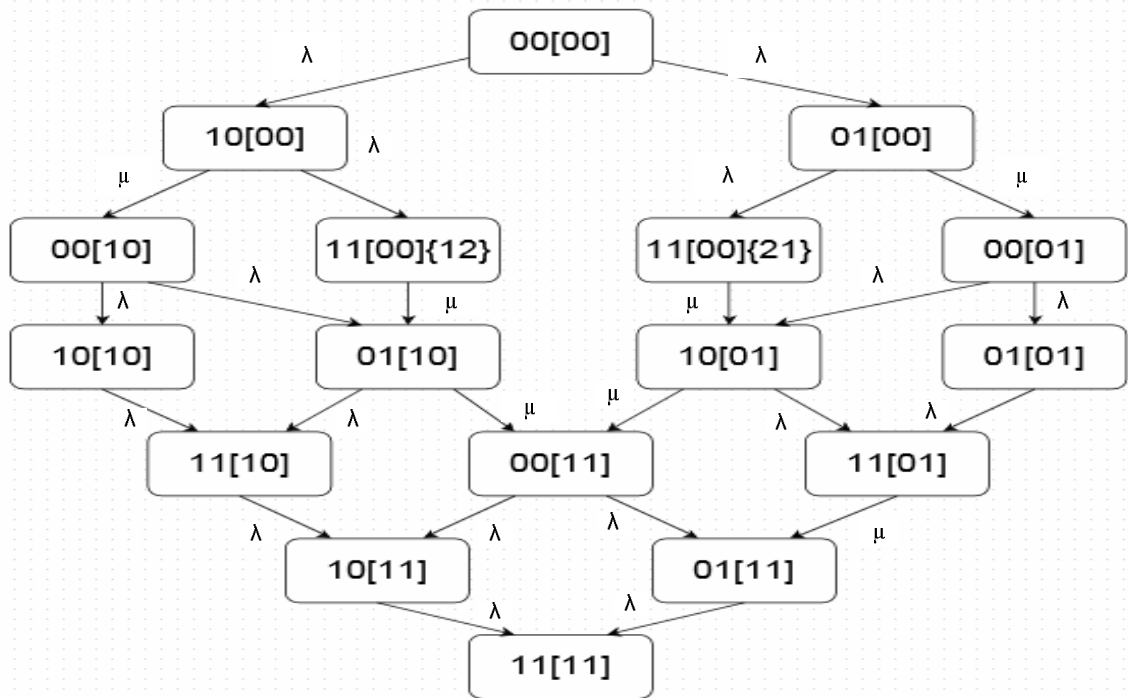 00[00]
λ
λ
10[00]
λ
01[00]
μ
λ
μ
00[10]
11[00]{12}
11[00]{21}
00[01]
λ
λ
λ
μ
μ
λ
10[10]
01[10]
10[01]
01[01]
λ
λ
μ
μ
λ
λ
11[10]
00[11]
11[01]
λ
λ
λ
μ
10[11]
01[11]
λ
λ
11[11]